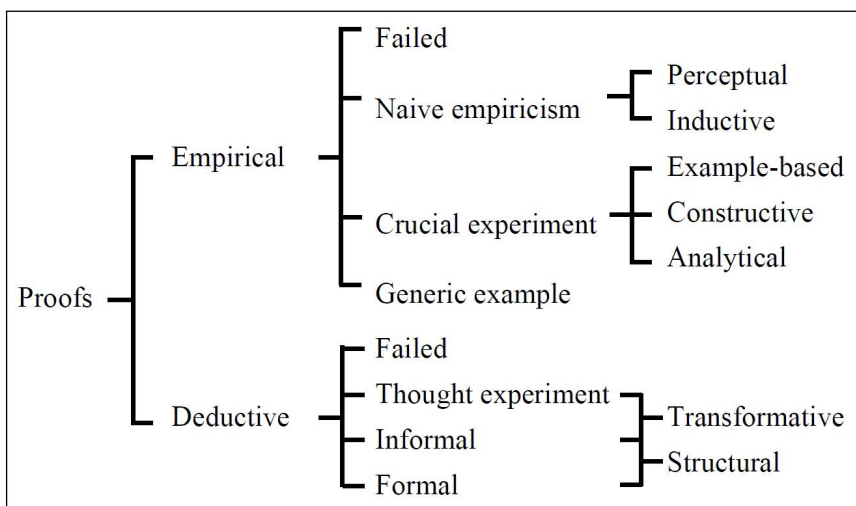 Proofs
Empirical
Failed
Naive empiricism
Perceptual
Inductive
Crucial experiment
Example-based
Constructive
Analytical
Generic example
Deductive
Failed
Thought experiment
Informal
Formal
Transformative
Structural